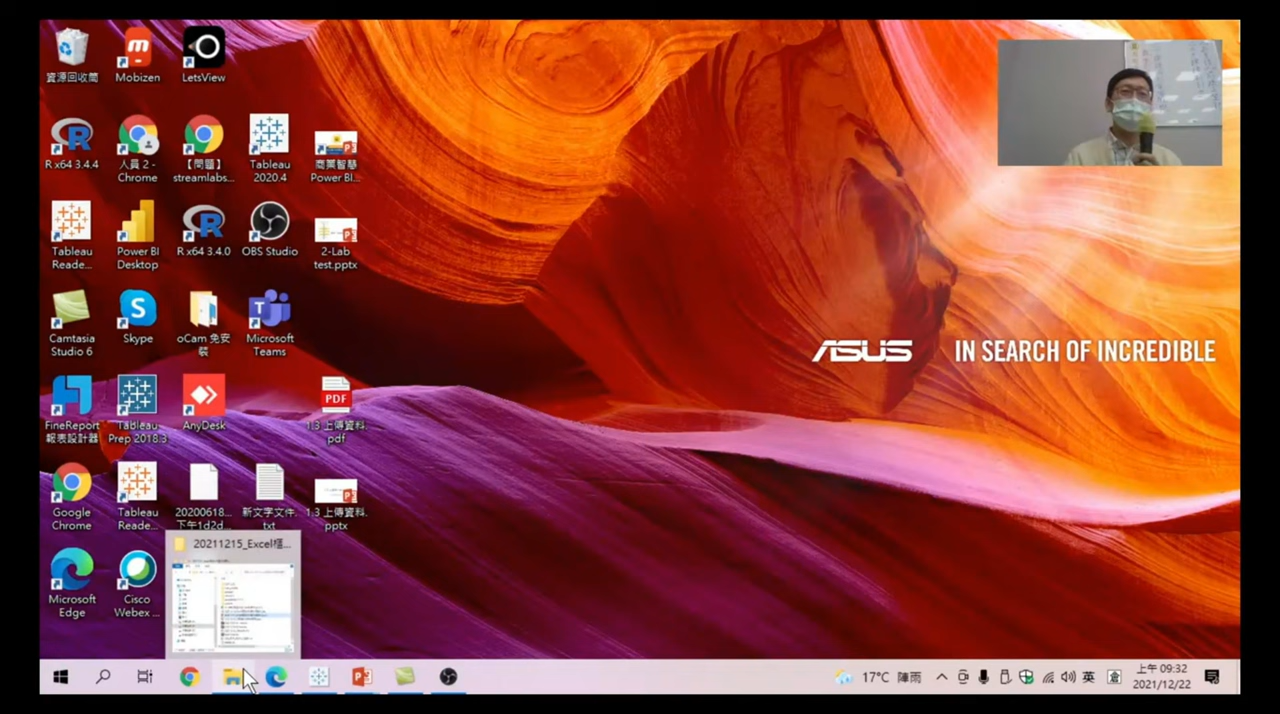 資源回收筒
Mobizen
LetsView
R x64 3.4.4
人員 2 -
Chrome
【問題】
streamlabs...
Tableau
2020.4
商業智慧
Power BI...
Tableau
Reade...
Power BI
Desktop
R x64 3.4.0
OBS Studio
2-Lab
test.pptx
Camtasia
Studio 6
Skype
oCam 免安
裝
Microsoft
Teams
FineReport
報表設計器
Tableau
Prep 2018.3
AnyDesk
PDF
1.3 上傳資料.
pdf
Google
Chrome
Tableau
Reade...
20200618...
下午1d2d...
新文字文件.
txt
1.3 上傳資料.
pptx
Microsoft
Edge
Cisco
Webex ...
20211215_Excel檔...
ASUS IN SEARCH OF INCREDIBLE
17°C 陣雨
英
倉
上午 09:32
2021/12/22